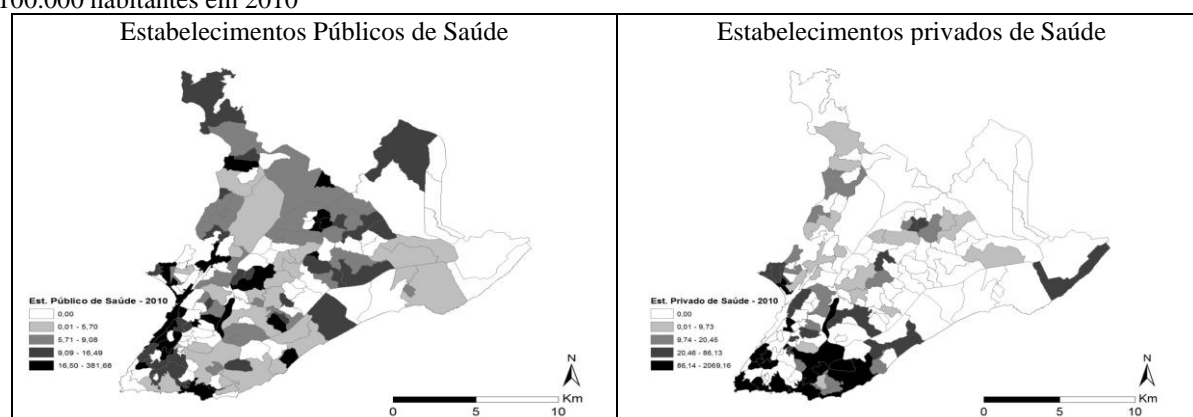 100.000 habitantes em 2010
Estabelecimentos Públicos de Saúde
Est. Público de Saúde - 2010
0,00
0,01 - 5,70
5,71 - 9,08
9,09 - 16,49
16,50 - 381,68
N
Km
0 5 10
Estabelecimentos privados de Saúde
Est. Privado de Saúde - 2010
0,00
0,01 - 9,73
9,74 - 20,45
20,46 - 86,13
86,14 - 2069,16
N
Km
0 5 10